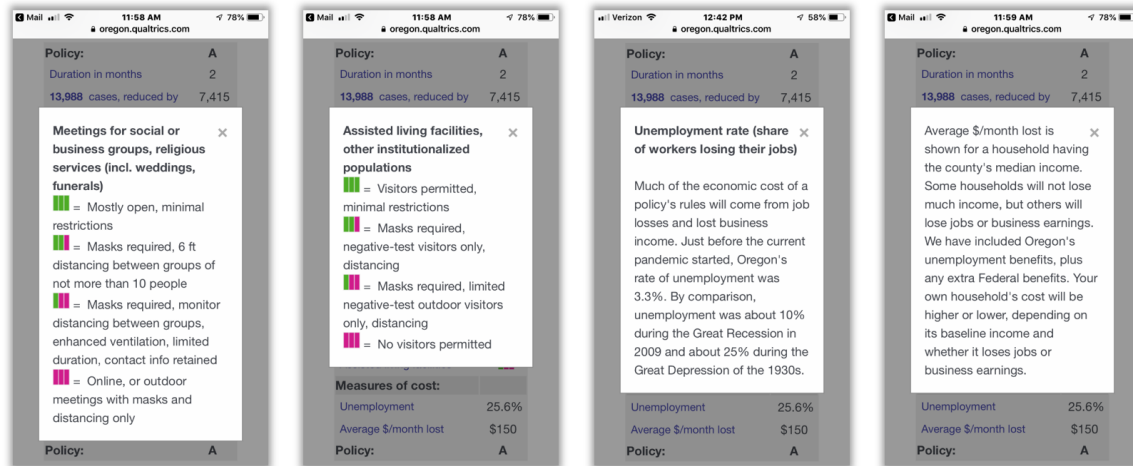 Mail 11:58 AM 78%
oregon.qualtrics.com
Policy: A
Duration in months 2
13,988 cases, reduced by 7,415
Meetings for social or ×
business groups, religious
services (incl. weddings,
funerals)
= Mostly open, minimal
restrictions
= Masks required, 6 ft
distancing between groups of
not more than 10 people
= Masks required, monitor
distancing between groups,
enhanced ventilation, limited
duration, contact info retained
= Online, or outdoor
meetings with masks and
distancing only
Policy: A
Mail 11:58 AM 78%
oregon.qualtrics.com
Policy: A
Duration in months 2
13,988 cases, reduced by 7,415
Assisted living facilities, ×
other institutionalized
populations
= Visitors permitted,
minimal restrictions
= Masks required,
negative-test visitors only,
distancing
= Masks required, limited
negative-test outdoor visitors
only, distancing
= No visitors permitted
Measures of cost:
Unemployment 25.6%
Average $/month lost $150
Policy: A
Verizon 12:42 PM 58%
oregon.qualtrics.com
Policy: A
Duration in months 2
13,988 cases, reduced by 7,415
Unemployment rate (share ×
of workers losing their jobs)
Much of the economic cost of a
policy's rules will come from job
losses and lost business
income. Just before the current
pandemic started, Oregon's
rate of unemployment was
3.3%. By comparison,
unemployment was about 10%
during the Great Recession in
2009 and about 25% during the
Great Depression of the 1930s.
Unemployment 25.6%
Average $/month lost $150
Policy: A
Mail 11:59 AM 78%
oregon.qualtrics.com
Policy: A
Duration in months 2
13,988 cases, reduced by 7,415
Average $/month lost is ×
shown for a household having
the county's median income.
Some households will not lose
much income, but others will
lose jobs or business earnings.
We have included Oregon's
unemployment benefits, plus
any extra Federal benefits. Your
own household's cost will be
higher or lower, depending on
its baseline income and
whether it loses jobs or
business earnings.
Unemployment 25.6%
Average $/month lost $150
Policy: A